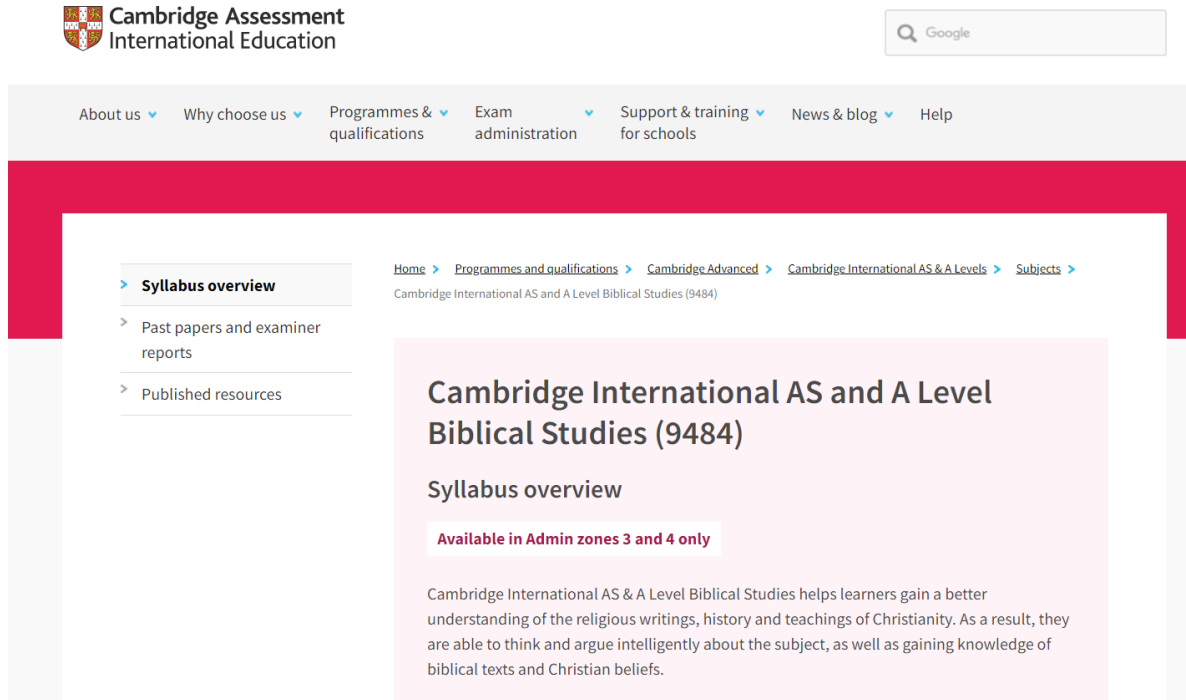 Cambridge Assessment
International Education
Google
About us
Why choose us
Programmes &
qualifications
Exam
administration
Support & training
for schools
News & blog
Help
Syllabus overview
Past papers and examiner
reports
Published resources
Home > Programmes and qualifications > Cambridge Advanced > Cambridge International AS & A Levels > Subjects >
Cambridge International AS and A Level Biblical Studies (9484)
Cambridge International AS and A Level
Biblical Studies (9484)
Syllabus overview
Available in Admin zones 3 and 4 only
Cambridge International AS & A Level Biblical Studies helps learners gain a better
understanding of the religious writings, history and teachings of Christianity. As a result, they
are able to think and argue intelligently about the subject, as well as gaining knowledge of
biblical texts and Christian beliefs.